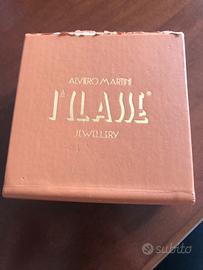 ALVIERO MARTINI
1ª CLASSE®
JEWELLERY
subito